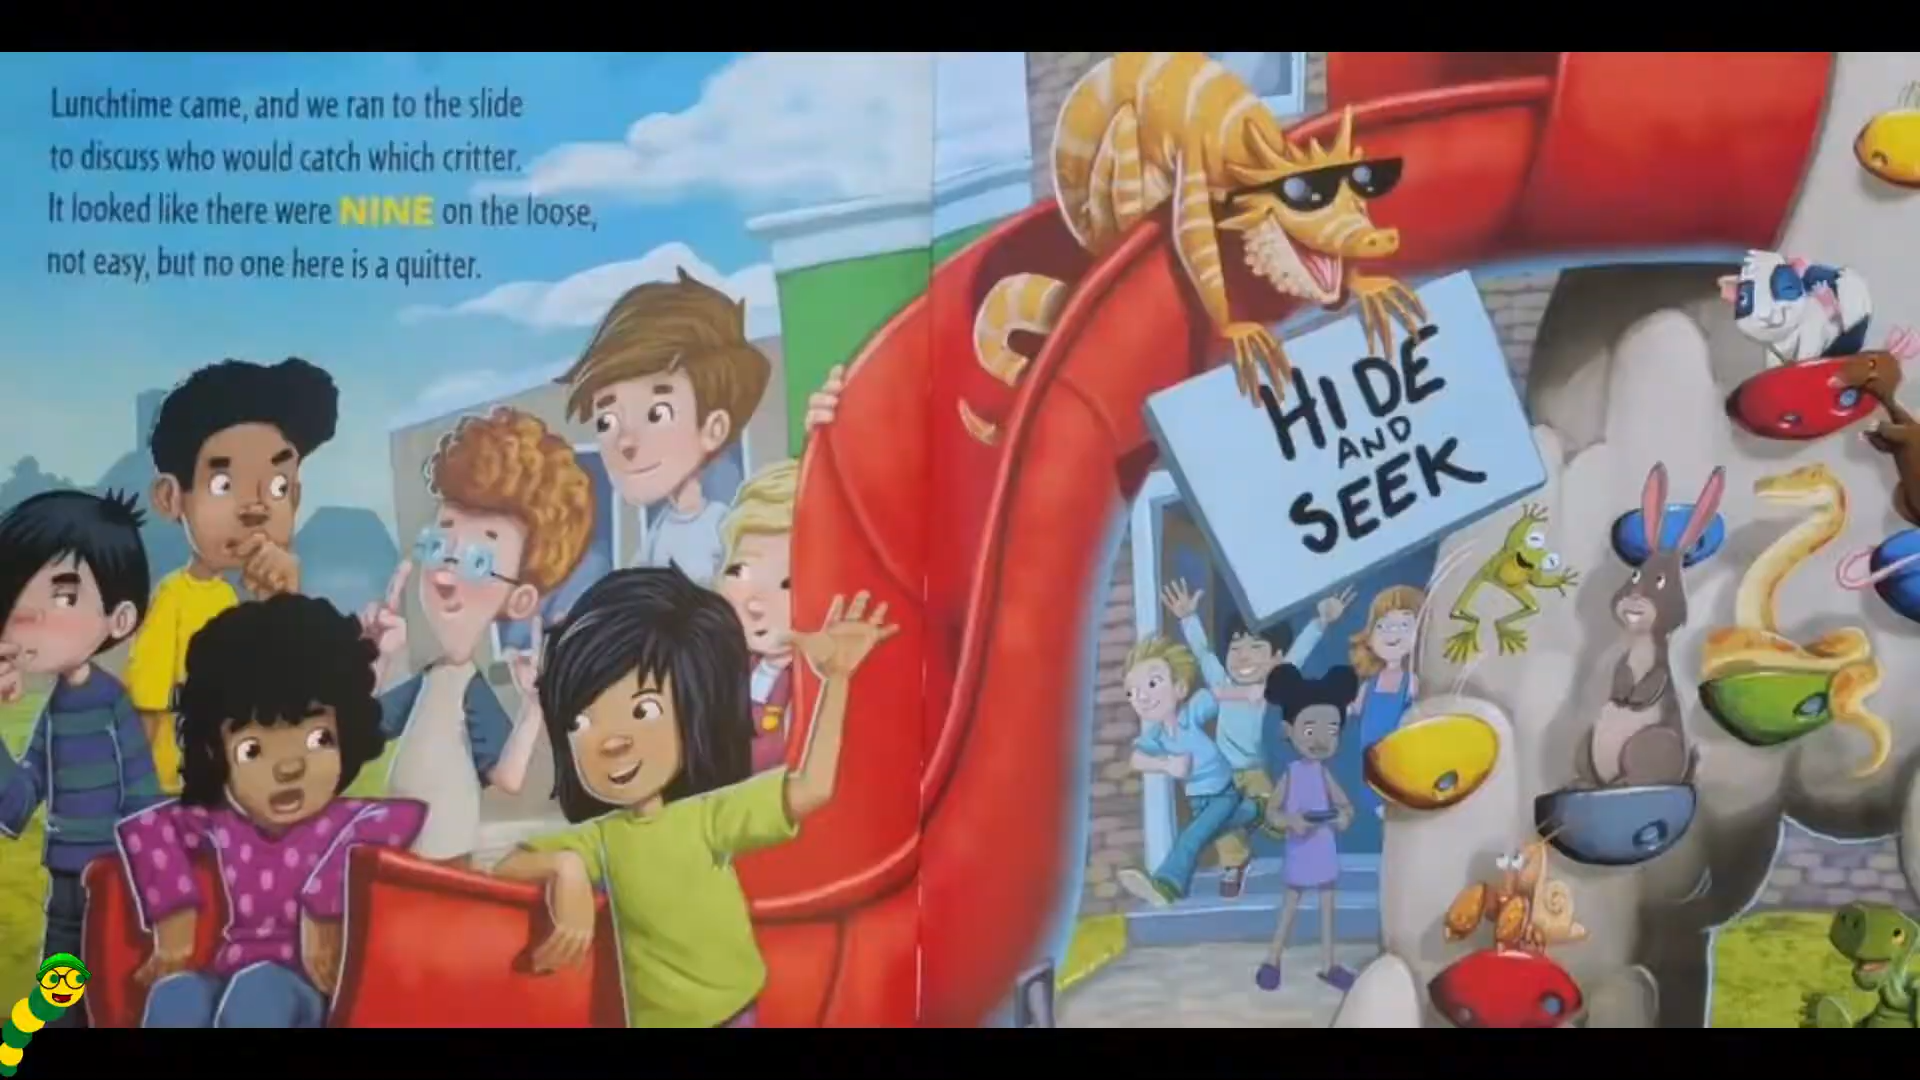 Lunchtime came, and we ran to the slide
to discuss who would catch which critter.
It looked like there were NINE on the loose,
not easy, but no one here is a quitter.
HIDE
AND
SEEK